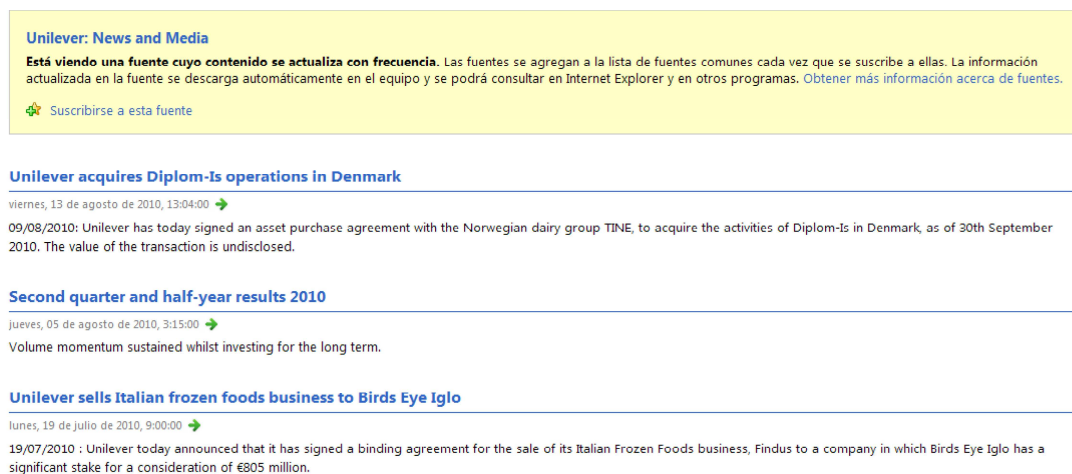 Unilever: News and Media
Está viendo una fuente cuyo contenido se actualiza con frecuencia. Las fuentes se agregan a la lista de fuentes comunes cada vez que se suscribe a ellas. La información
actualizada en la fuente se descarga automáticamente en el equipo y se podrá consultar en Internet Explorer y en otros programas. Obtener más información acerca de fuentes.
Suscribirse a esta fuente
Unilever acquires Diplom-Is operations in Denmark
viernes, 13 de agosto de 2010, 13:04:00
09/08/2010: Unilever has today signed an asset purchase agreement with the Norwegian dairy group TINE, to acquire the activities of Diplom-Is in Denmark, as of 30th September
2010. The value of the transaction is undisclosed.
Second quarter and half-year results 2010
jueves, 05 de agosto de 2010, 3:15:00
Volume momentum sustained whilst investing for the long term.
Unilever sells Italian frozen foods business to Birds Eye Iglo
lunes, 19 de julio de 2010, 9:00:00
19/07/2010 : Unilever today announced that it has signed a binding agreement for the sale of its Italian Frozen Foods business, Findus to a company in which Birds Eye Iglo has a
significant stake for a consideration of €805 million.